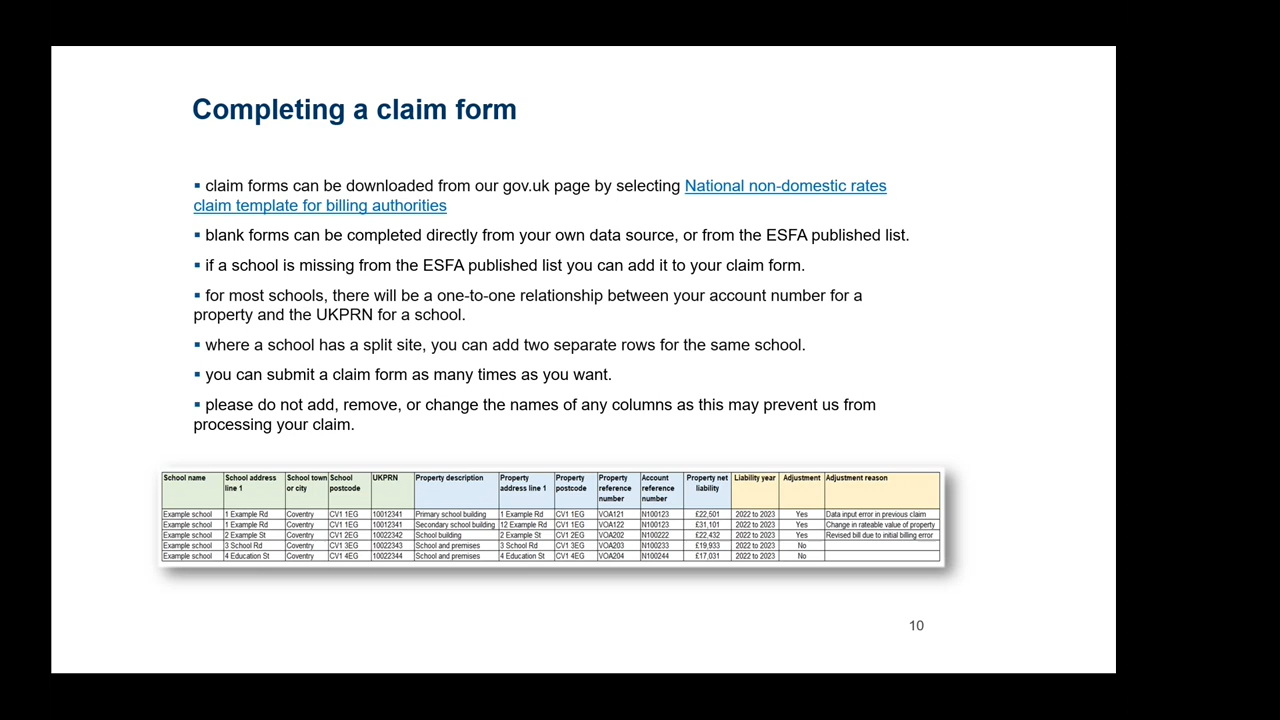 Completing a claim form
▪ claim forms can be downloaded from our gov.uk page by selecting National non-domestic rates
claim template for billing authorities
▪ blank forms can be completed directly from your own data source, or from the ESFA published list.
▪ if a school is missing from the ESFA published list you can add it to your claim form.
▪ for most schools, there will be a one-to-one relationship between your account number for a
property and the UKPRN for a school.
▪ where a school has a split site, you can add two separate rows for the same school.
▪ you can submit a claim form as many times as you want.
▪ please do not add, remove, or change the names of any columns as this may prevent us from
processing your claim.
School name School address School town School UKPRN Property description Property Property Property Account Property net Liability year Adjustment Adjustment reason
line 1 or city postcode address line 1 postcode reference reference liability
number number
Example school 1 Example Rd Coventry CV1 1EG 10012341 Primary school building 1 Example Rd CV1 1EG VOA121 N100123 £22,501 2022 to 2023 Yes Data input error in previous claim
Example school 1 Example Rd Coventry CV1 1EG 10012341 Secondary school building 12 Example Rd CV1 1EG VOA122 N100123 £31,101 2022 to 2023 Yes Change in rateable value of property
Example school 2 Example St Coventry CV1 2EG 10022342 School building 2 Example St CV1 2EG VOA202 N100222 £22,432 2022 to 2023 Yes Revised bill due to initial billing error
Example school 3 School Rd Coventry CV1 3EG 10022343 School and premises 3 School Rd CV1 3EG VOA203 N100233 £19,933 2022 to 2023 No
Example school 4 Education St Coventry CV1 4EG 10022344 School and premises 4 Education St CV1 4EG VOA204 N100244 £17,031 2022 to 2023 No
10